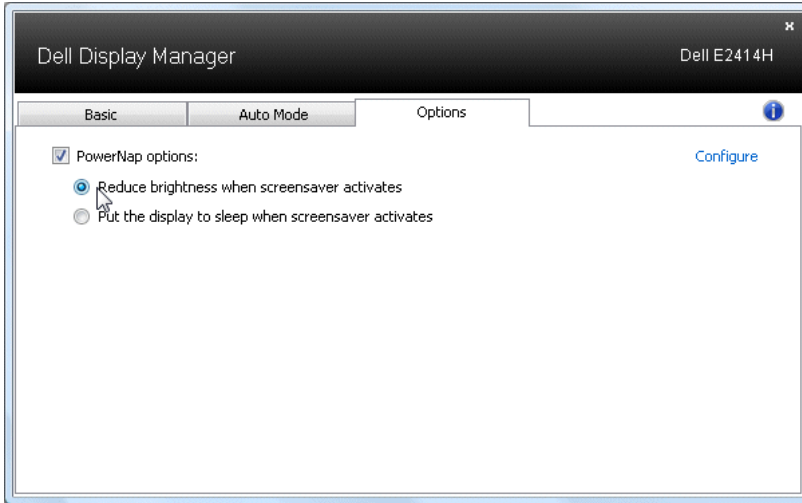 Dell Display Manager
Dell E2414H
Basic
Auto Mode
Options
PowerNap options:
Configure
Reduce brightness when screensaver activates
Put the display to sleep when screensaver activates